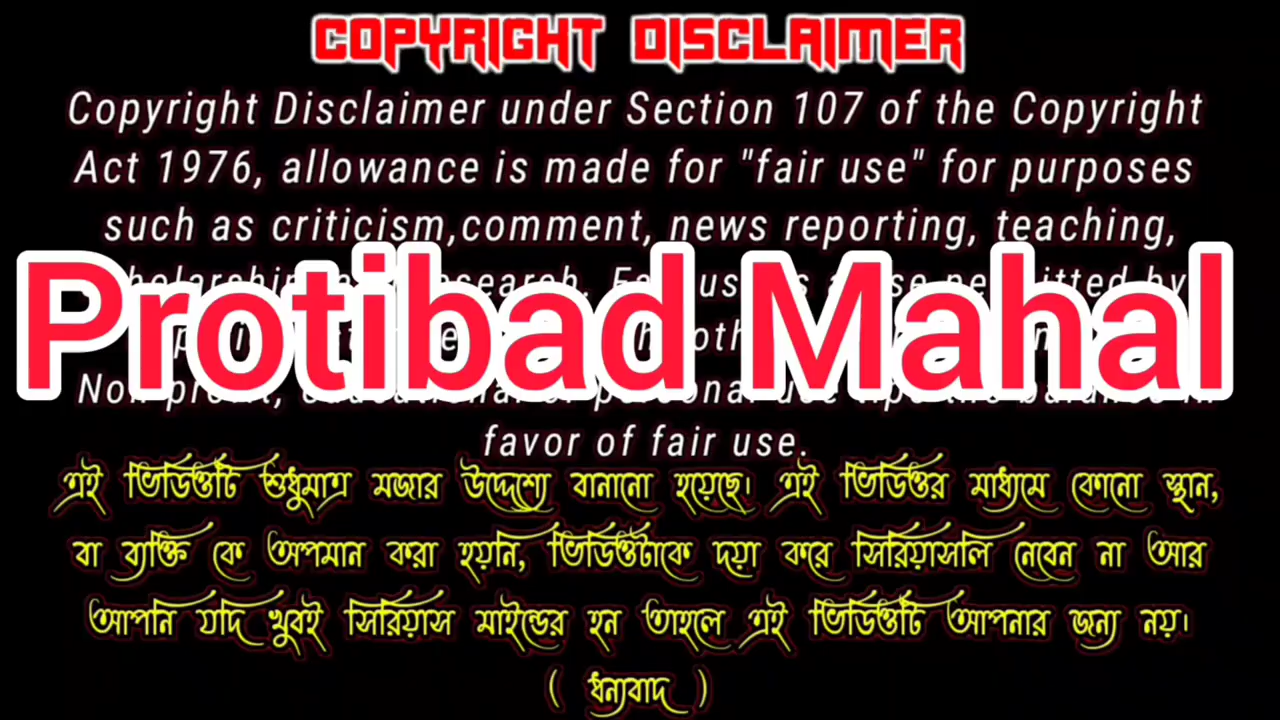 COPYRIGHT DISCLAIMER
Copyright Disclaimer under Section 107 of the Copyright
Act 1976, allowance is made for "fair use" for purposes
such as criticism,comment, news reporting, teaching,
Protibad Mahal
favor of fair use.
এই ভিডিওটি শুধুমাত্র মজার উদ্দেশ্যে বানানো হয়েছে। এই ভিডিওর মাধ্যমে কোনো স্থান,
বা ব্যক্তি কে অপমান করা হয়নি, ভিডিওটাকে দয়া করে সিরিয়াসলি নেবেন না আর
আপনি যদি খুবই সিরিয়াস মাইন্ডের হন তাহলে এই ভিডিওটি আপনার জন্য নয়।
( ধন্যবাদ )